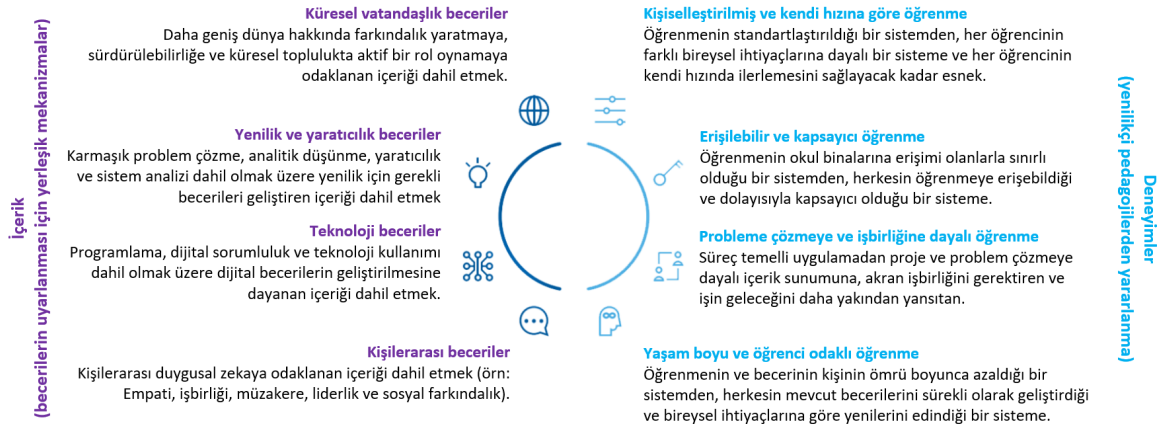 İçerik
(becerilerin uyarlanması için yerleşik mekanizmalar)
Küresel vatandaşlık beceriler
Daha geniş dünya hakkında farkındalık yaratmaya,
sürdürülebilirliğe ve küresel toplulukta aktif bir rol oynamaya
odaklanan içeriği dahil etmek.
Yenilik ve yaratıcılık beceriler
Karmaşık problem çözme, analitik düşünme, yaratıcılık
ve sistem analizi dahil olmak üzere yenilik için gerekli
becerileri geliştiren içeriği dahil etmek
Teknoloji beceriler
Programlama, dijital sorumluluk ve teknoloji kullanımı
dahil olmak üzere dijital becerilerin geliştirilmesine
dayanan içeriği dahil etmek.
Kişilerarası beceriler
Kişilerarası duygusal zekaya odaklanan içeriği dahil etmek (örn:
Empati, işbirliği, müzakere, liderlik ve sosyal farkındalık).
Kişiselleştirilmiş ve kendi hızına göre öğrenme
Öğrenmenin standartlaştırıldığı bir sistemden, her öğrencinin
farklı bireysel ihtiyaçlarına dayalı bir sisteme ve her öğrencinin
kendi hızında ilerlemesini sağlayacak kadar esnek.
Erişilebilir ve kapsayıcı öğrenme
Öğrenmenin okul binalarına erişimi olanlarla sınırlı
olduğu bir sistemden, herkesin öğrenmeye erişebildiği
ve dolayısıyla kapsayıcı olduğu bir sisteme.
Probleme çözmeye ve işbirliğine dayalı öğrenme
Süreç temelli uygulamadan proje ve problem çözmeye
dayalı içerik sunumuna, akran işbirliğini gerektiren ve
işin geleceğini daha yakından yansıtan.
Yaşam boyu ve öğrenci odaklı öğrenme
Öğrenmenin ve becerinin kişinin ömrü boyunca azaldığı bir
sistemden, herkesin mevcut becerilerini sürekli olarak geliştirdiği
ve bireysel ihtiyaçlarına göre yenilerini edindiği bir sisteme.
Deneyimler
(yenilikçi pedagojilerden yararlanma)